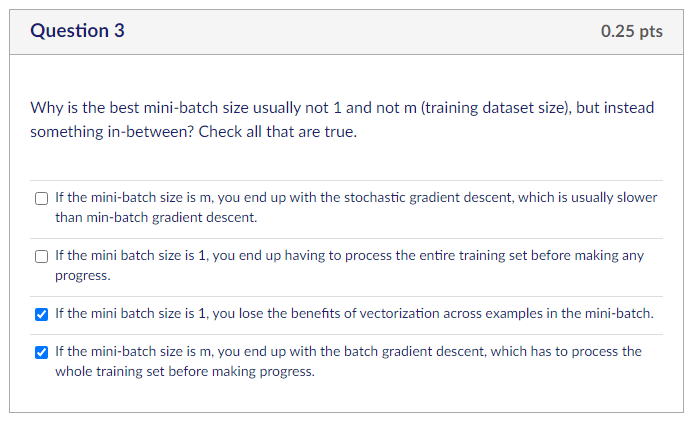 Question 3
0.25 pts
Why is the best mini-batch size usually not 1 and not m (training dataset size), but instead
something in-between? Check all that are true.
If the mini-batch size is m, you end up with the stochastic gradient descent, which is usually slower
than min-batch gradient descent.
If the mini batch size is 1, you end up having to process the entire training set before making any
progress.
If the mini batch size is 1, you lose the benefits of vectorization across examples in the mini-batch.
If the mini-batch size is m, you end up with the batch gradient descent, which has to process the
whole training set before making progress.